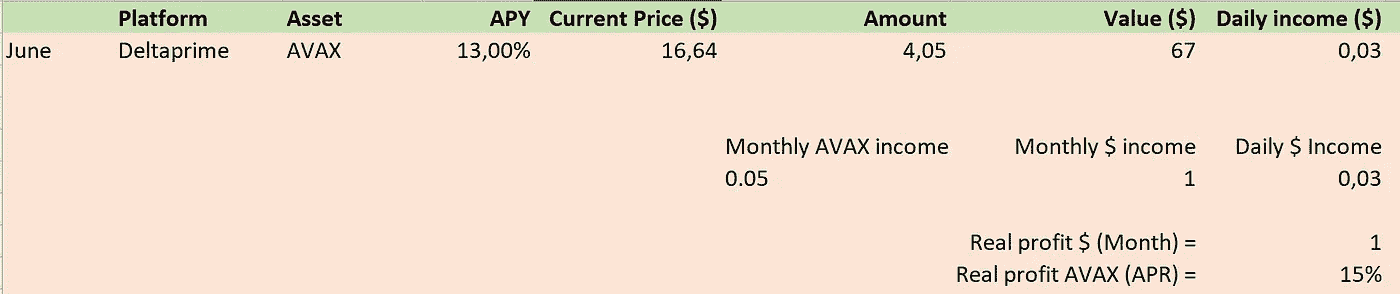 Platform Asset APY Current Price ($) Amount Value ($) Daily income ($)
June Deltaprime AVAX 13,00% 16,64 4,05 67 0,03
Monthly AVAX income Monthly $ income Daily $ Income
0.05 1 0,03
Real profit $ (Month) = 1
Real profit AVAX (APR) = 15%